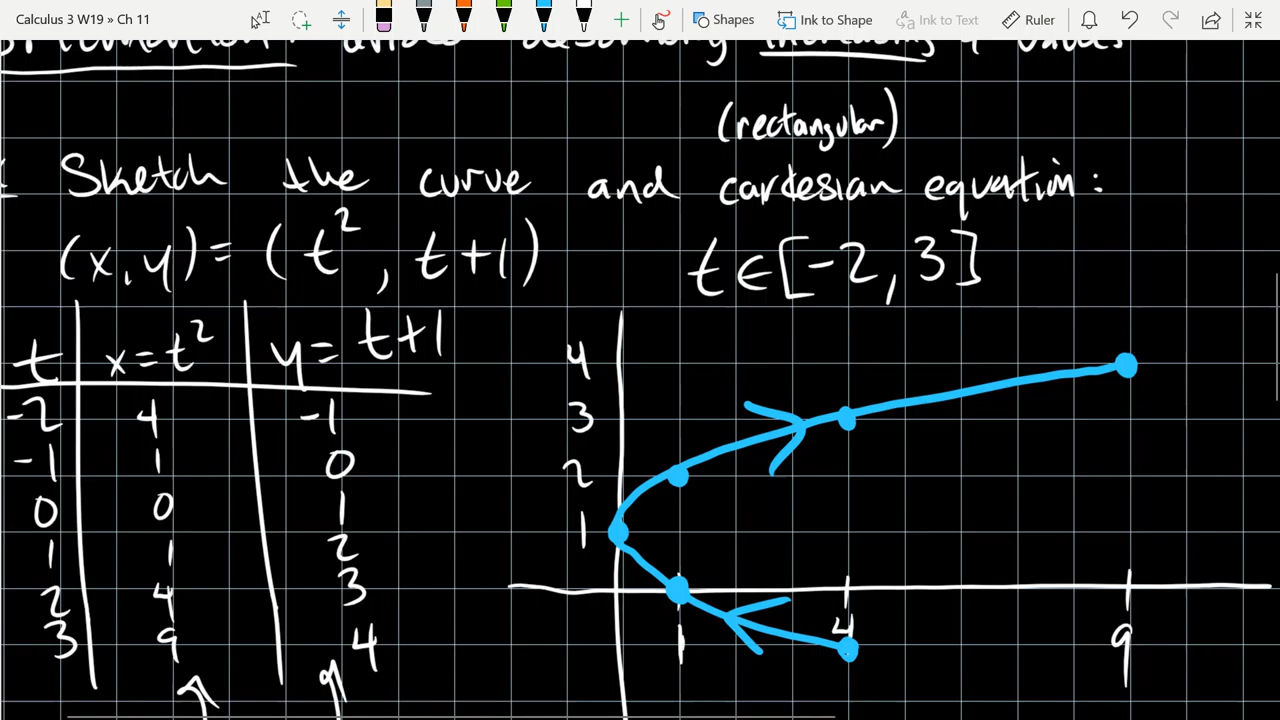 Calculus 3 W19 » Ch 11
Shapes Ink to Shape Ink to Text Ruler
values
(rectangular)
Sketch the curve and cartesian equation:
(x,y) = (t², t+1) t∈[-2,3]
t x=t² y= t+1
-2 4 -1
-1 1 0
0 0 1
1 1 2
2 4 3
3 9 4
4
3
2
1
1 4 9